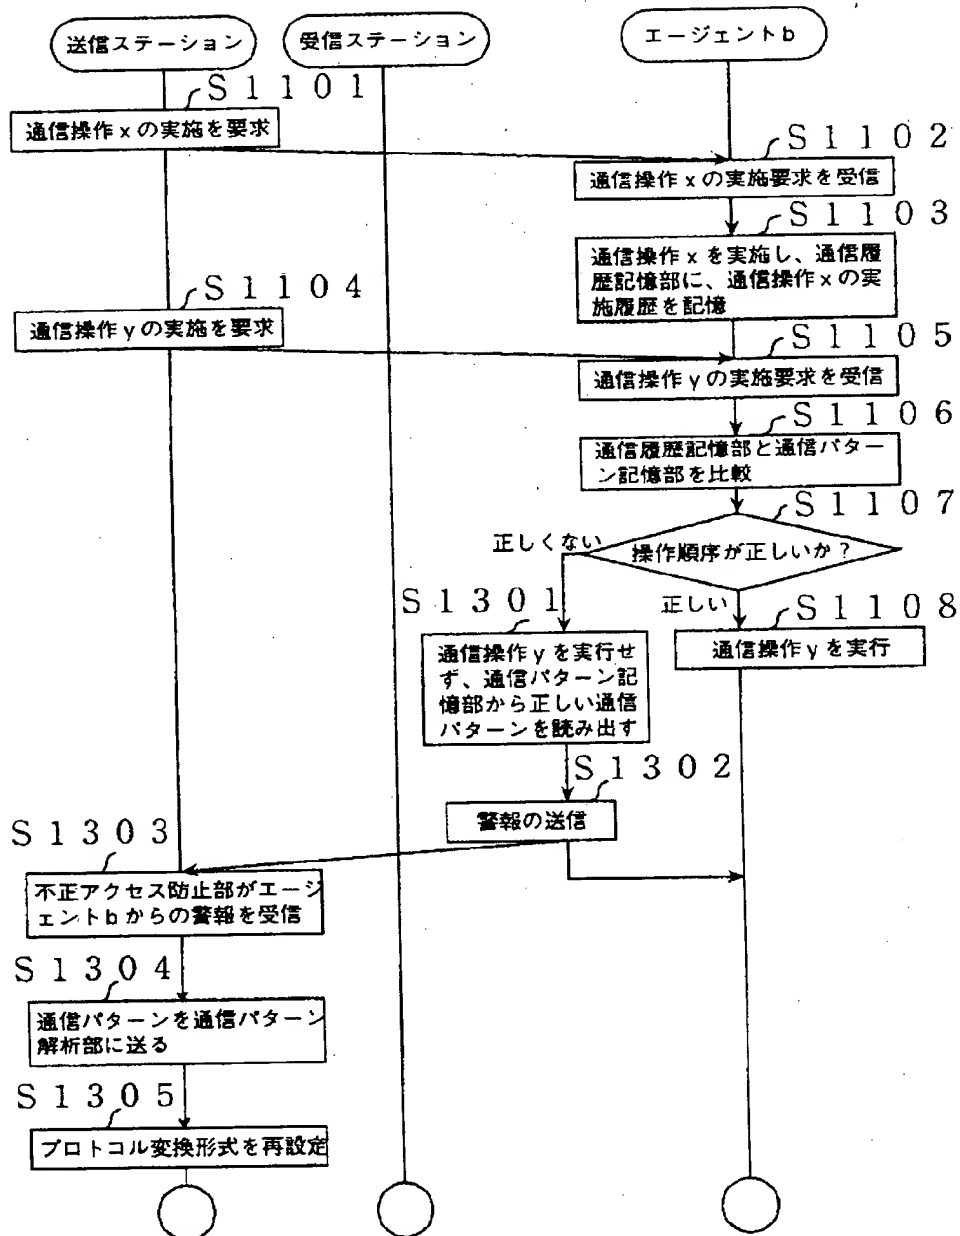 送信ステーション
受信ステーション
エージェントb
S1101
通信操作xの実施を要求
S1102
通信操作xの実施要求を受信
S1103
通信操作xを実施し、通信履
歴記憶部に、通信操作xの実
施履歴を記憶
S1104
通信操作yの実施を要求
S1105
通信操作yの実施要求を受信
S1106
通信履歴記憶部と通信パター
ン記憶部を比較
S1107
操作順序が正しいか?
正しくない
正しい
S1301
通信操作yを実行せ
ず、通信パターン記
憶部から正しい通信
パターンを読み出す
S1108
通信操作yを実行
S1302
警報の送信
S1303
不正アクセス防止部がエージ
ェントbからの警報を受信
S1304
通信パターンを通信パターン
解析部に送る
S1305
プロトコル変換形式を再設定